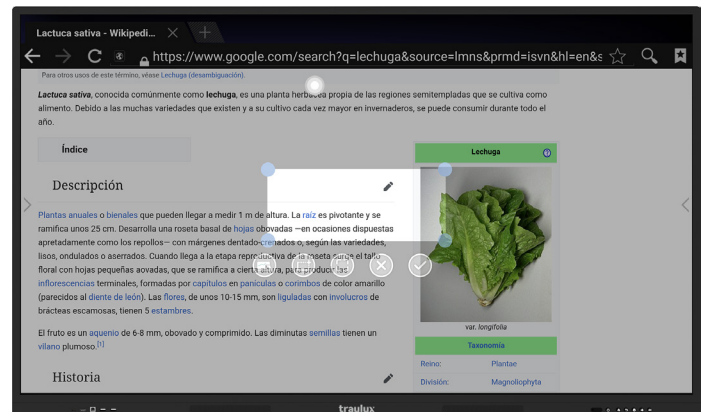 Lactuca sativa - Wikipedi...
https://www.google.com/search?q=lechuga&source=lmns&prmd=isvn&hl=en&s
Para otros usos de este término, véase Lechuga (desambiguación).
Lactuca sativa, conocida comúnmente como lechuga, es una planta herbácea propia de las regiones semitempladas que se cultiva como
alimento. Debido a las muchas variedades que existen y a su cultivo cada vez mayor en invernaderos, se puede consumir durante todo el
año.
Índice
Descripción
Plantas anuales o bienales que pueden llegar a medir 1 m de altura. La raíz es pivotante y se
ramifica unos 25 cm. Desarrolla una roseta basal de hojas obovadas —en ocasiones dispuestas
apretadamente como los repollos— con márgenes dentado-crenados o, según las variedades,
lisos, ondulados o aserrados. Cuando llega a la etapa reproductiva de la roseta surge el tallo
floral con hojas pequeñas aovadas, que se ramifica a cierta altura, para producir las
inflorescencias terminales, formadas por capítulos en panículas o corimbos de color amarillo
(parecidos al diente de león). Las flores, de unos 10-15 mm, son liguladas con involucros de
brácteas escamosas, tienen 5 estambres.
El fruto es un aquenio de 6-8 mm, obovado y comprimido. Las diminutas semillas tienen un
vilano plumoso.[1]
Historia
Lechuga
var. longifolia
Taxonomía
Reino: Plantae
División: Magnoliophyta
traulux